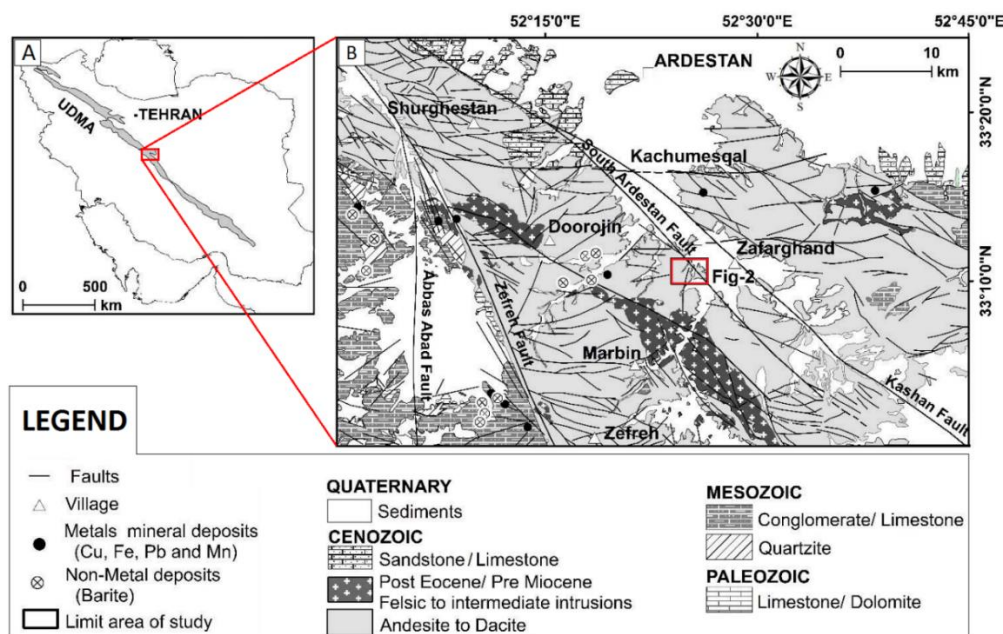 A
UDMA
-TEHRAN
0 500
km
B
52°15'0"E 52°30'0"E 52°45'0"E
ARDESTAN
N
W E
S
0 10
km
33°20'0"N
33°10'0"N
Shurghestan
South Ardestan Fault
Kachumesqal
Doorojin
Zafarghand
Fig-2
Abbas Abad Fault
Zefreh Fault
Marbin
Zefreh
Kashan Fault
LEGEND
Faults
Village
Metals mineral deposits
(Cu, Fe, Pb and Mn)
Non-Metal deposits
(Barite)
Limit area of study
QUATERNARY
Sediments
CENOZOIC
Sandstone/ Limestone
Post Eocene/ Pre Miocene
Felsic to intermediate intrusions
Andesite to Dacite
MESOZOIC
Conglomerate/ Limestone
Quartzite
PALEOZOIC
Limestone/ Dolomite